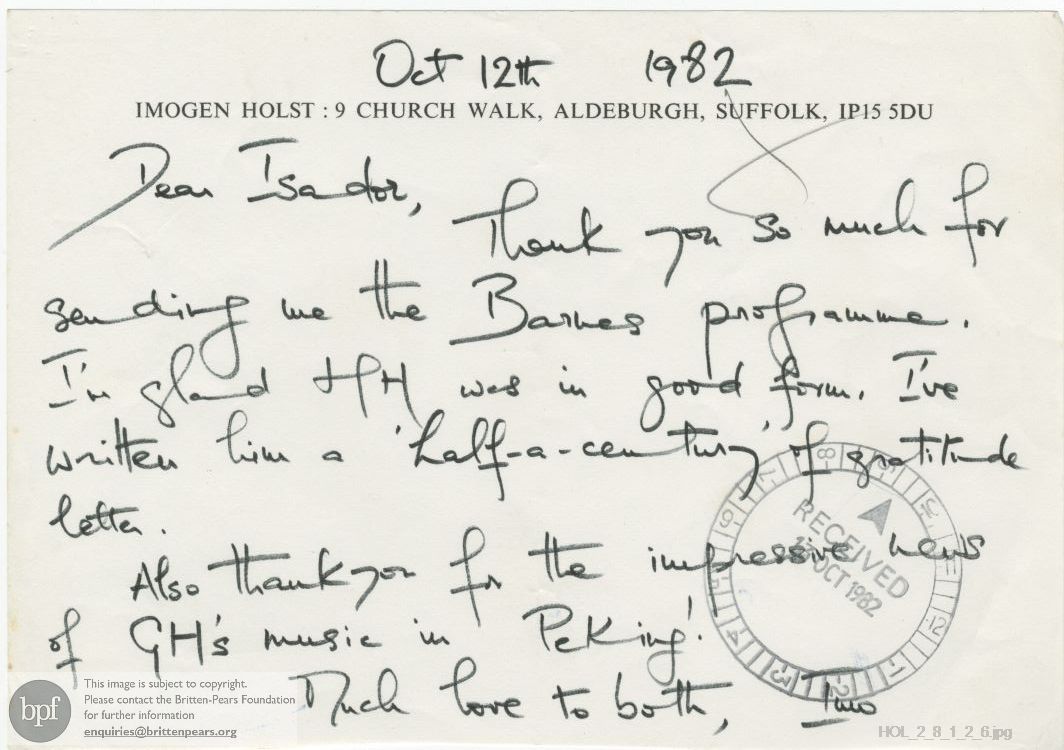 Oct 12th 1982
IMOGEN HOLST : 9 CHURCH WALK, ALDEBURGH, SUFFOLK, IP15 5DU
Dear Isador,
Thank you so much for
sending me the Barnes programme.
I'm glad HH was in good form. I've
written him a 'half-a-century' of gratitude
letter.
Also thank you for the impressive news
of GH's music in Peking!
Much love to both, Imo
RECEIVED
OCT 1982
This image is subject to copyright.
Please contact the Britten-Pears Foundation
for further information
enquiries@brittenpears.org
bpf
HOL_2_8_1_2_6.jpg